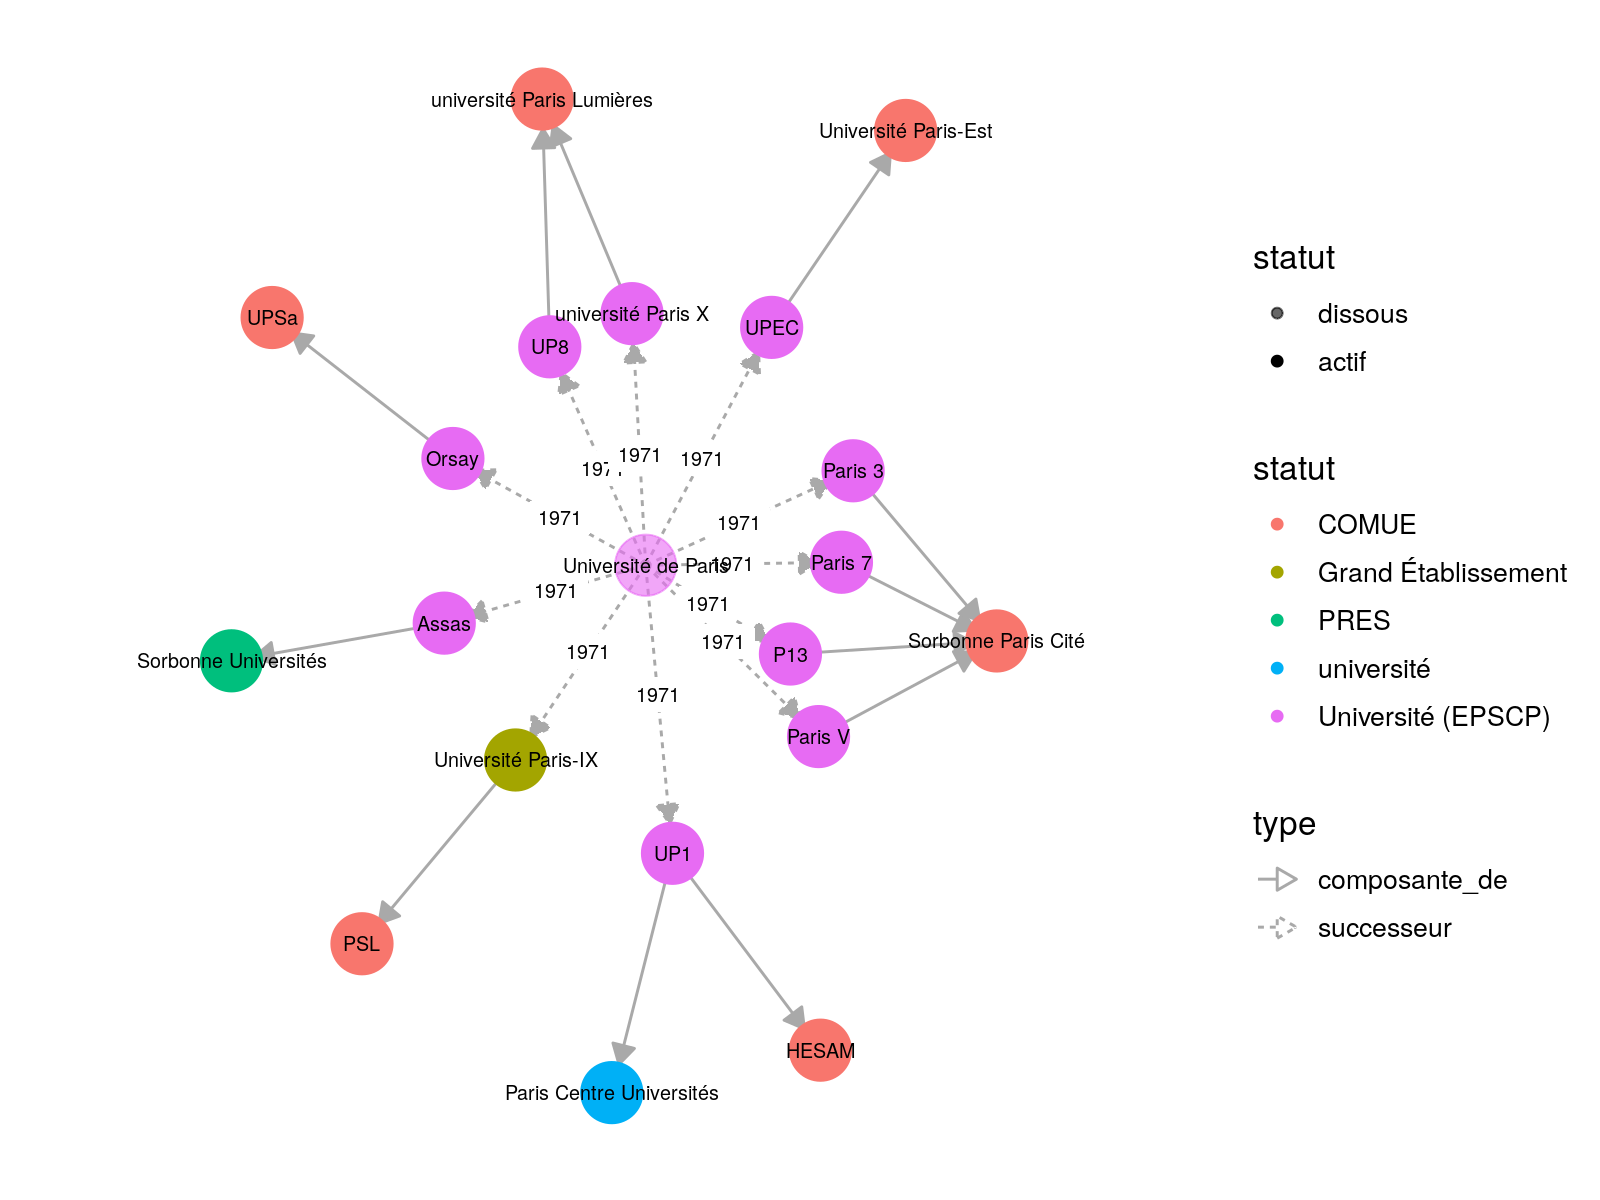 université Paris Lumières
Université Paris-Est
UPSa
université Paris X
UPEC
UP8
Orsay
Paris 3
1971
1971
1971
1971
1971
Université de Paris
1971
Paris 7
1971
1971
Assas
1971
1971
P13
Sorbonne Paris Cité
Sorbonne Universités
1971
Paris V
Université Paris-IX
UP1
PSL
HESAM
Paris Centre Universités
statut
dissous
actif
statut
COMUE
Grand Établissement
PRES
université
Université (EPSCP)
type
composante_de
successeur